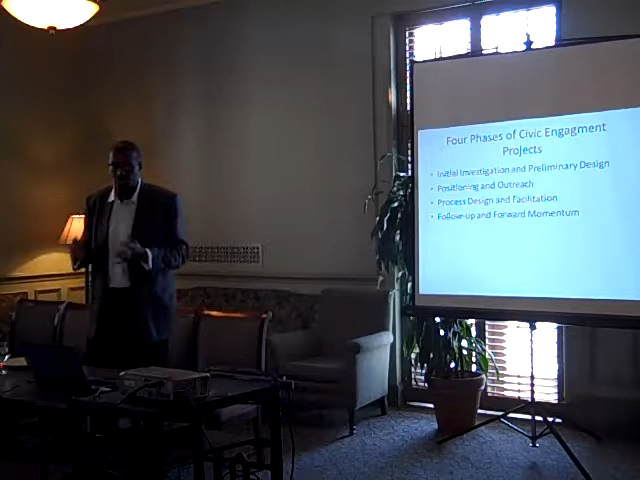 Four Phases of Civic Engagment
Projects
• Initial Investigation and Preliminary Design
• Positioning and Outreach
• Process Design and Facilitation
• Follow-up and Forward Momentum